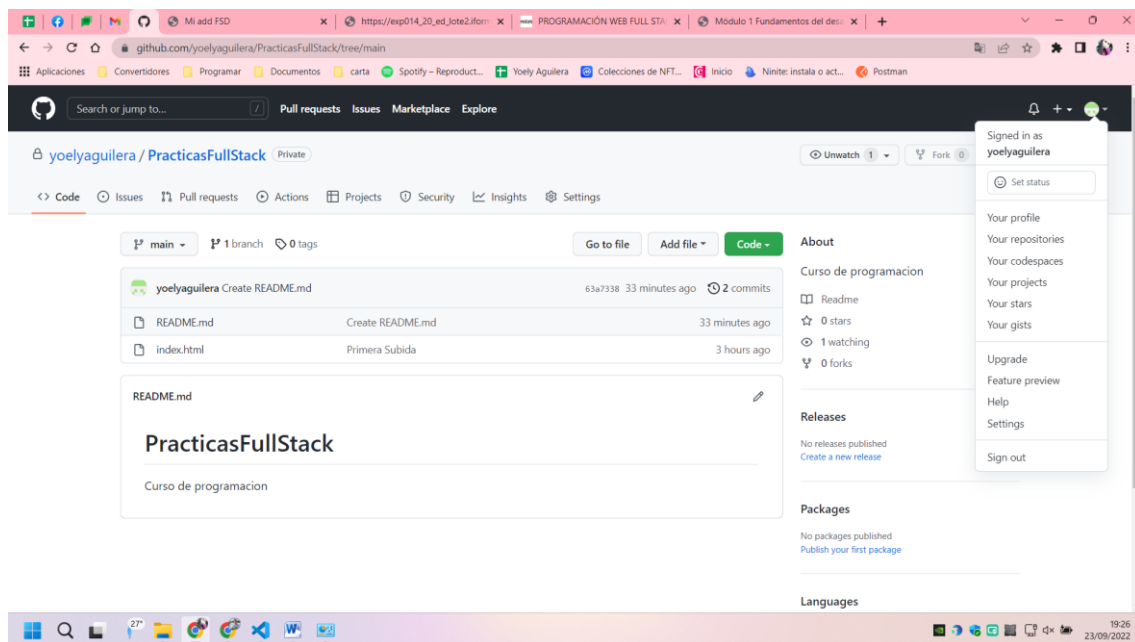 Mi add FSD
https://exp014_20_ed_lote2.iforn
PROGRAMACIÓN WEB FULL STAC
Módulo 1 Fundamentos del desa
github.com/yoelyaguilera/PracticasFullStack/tree/main
Aplicaciones Convertidores Programar Documentos carta Spotify – Reproduct... Yoely Aguilera Colecciones de NFT... Inicio Ninite: instala o act... Postman
Search or jump to... / Pull requests Issues Marketplace Explore
Signed in as
yoelyaguilera
Set status
Your profile
Your repositories
Your codespaces
Your projects
Your stars
Your gists
Upgrade
Feature preview
Help
Settings
Sign out
yoelyaguilera / PracticasFullStack Private
Unwatch 1 Fork 0
Code Issues Pull requests Actions Projects Security Insights Settings
main 1 branch 0 tags Go to file Add file Code
yoelyaguilera Create README.md 63a7338 33 minutes ago 2 commits
README.md Create README.md 33 minutes ago
index.html Primera Subida 3 hours ago
README.md
PracticasFullStack
Curso de programacion
About
Curso de programacion
Readme
0 stars
1 watching
0 forks
Releases
No releases published
Create a new release
Packages
No packages published
Publish your first package
Languages
27°
19:26
23/09/2022